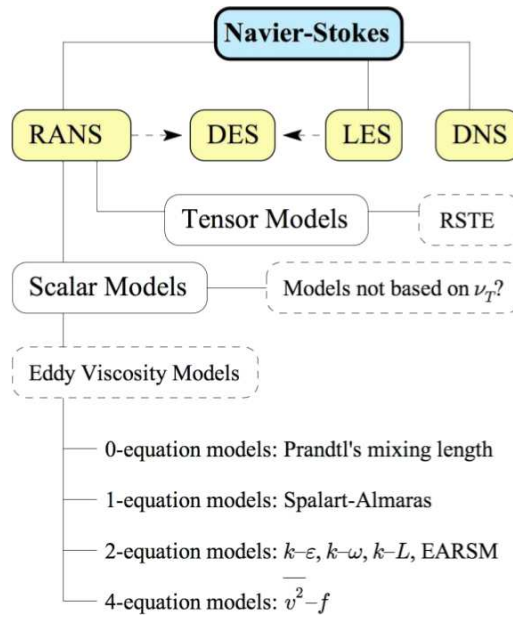 Navier-Stokes
RANS DES LES DNS
Tensor Models RSTE
Scalar Models Models not based on ν_T?
Eddy Viscosity Models
0-equation models: Prandtl's mixing length
1-equation models: Spalart-Almaras
2-equation models: k–ε, k–ω, k–L, EARSM
4-equation models: v̅²–f